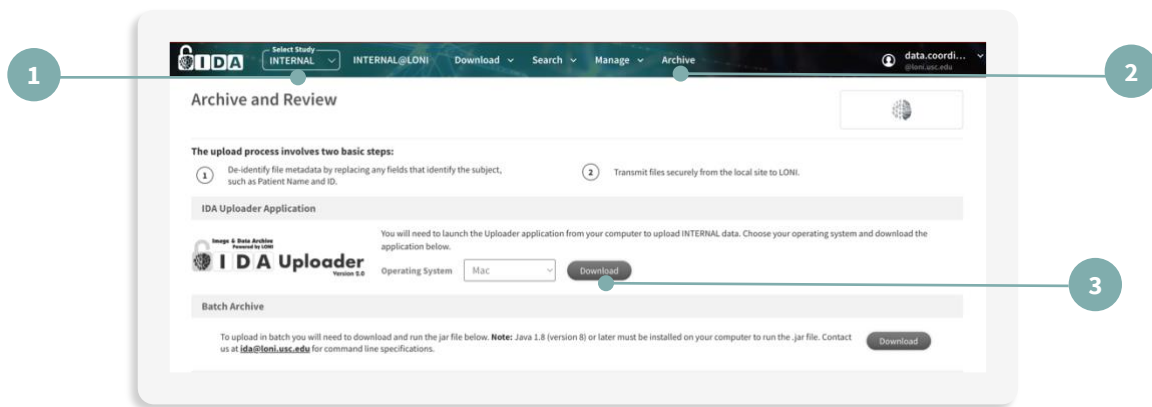 Select Study
IDA INTERNAL INTERNAL@LONI Download Search Manage Archive data.coordi...
@loni.usc.edu
1
2
Archive and Review
The upload process involves two basic steps:
1 De-identify file metadata by replacing any fields that identify the subject,
such as Patient Name and ID.
2 Transmit files securely from the local site to LONI.
IDA Uploader Application
Image & Data Archive
Powered by LONI
IDA Uploader
Version 5.0
You will need to launch the Uploader application from your computer to upload INTERNAL data. Choose your operating system and download the
application below.
Operating System Mac Download
3
Batch Archive
To upload in batch you will need to download and run the jar file below. Note: Java 1.8 (version 8) or later must be installed on your computer to run the .jar file. Contact
us at ida@loni.usc.edu for command line specifications.
Download